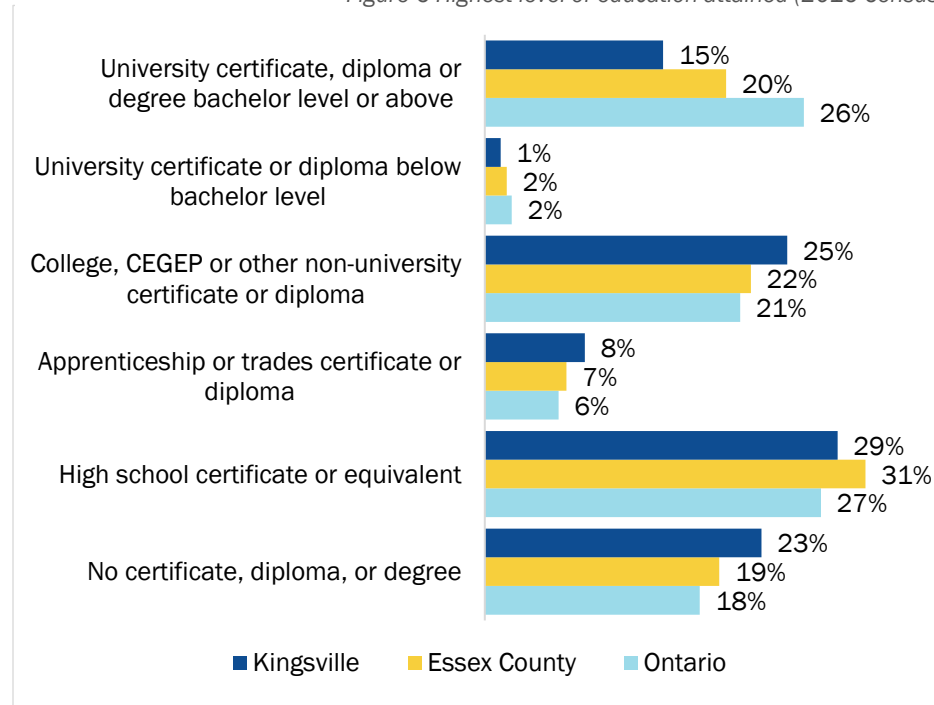 University certificate, diploma or
degree bachelor level or above
15%
20%
26%
University certificate or diploma below
bachelor level
1%
2%
2%
College, CEGEP or other non-university
certificate or diploma
25%
22%
21%
Apprenticeship or trades certificate or
diploma
8%
7%
6%
High school certificate or equivalent
29%
31%
27%
No certificate, diploma, or degree
23%
19%
18%
Kingsville Essex County Ontario